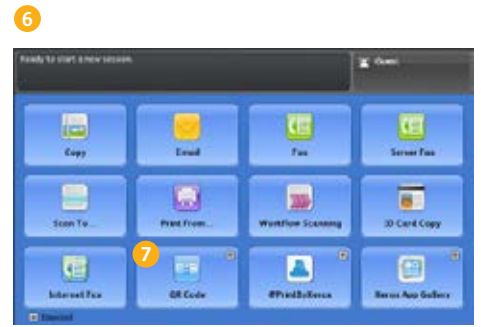 6
Ready to start a new session.
Guest
Copy
Email
Fax
Server Fax
Scan To...
Print From...
Workflow Scanning
ID Card Copy
7
Internet Fax
QR Code
@PrintByXerox
Xerox App Gallery